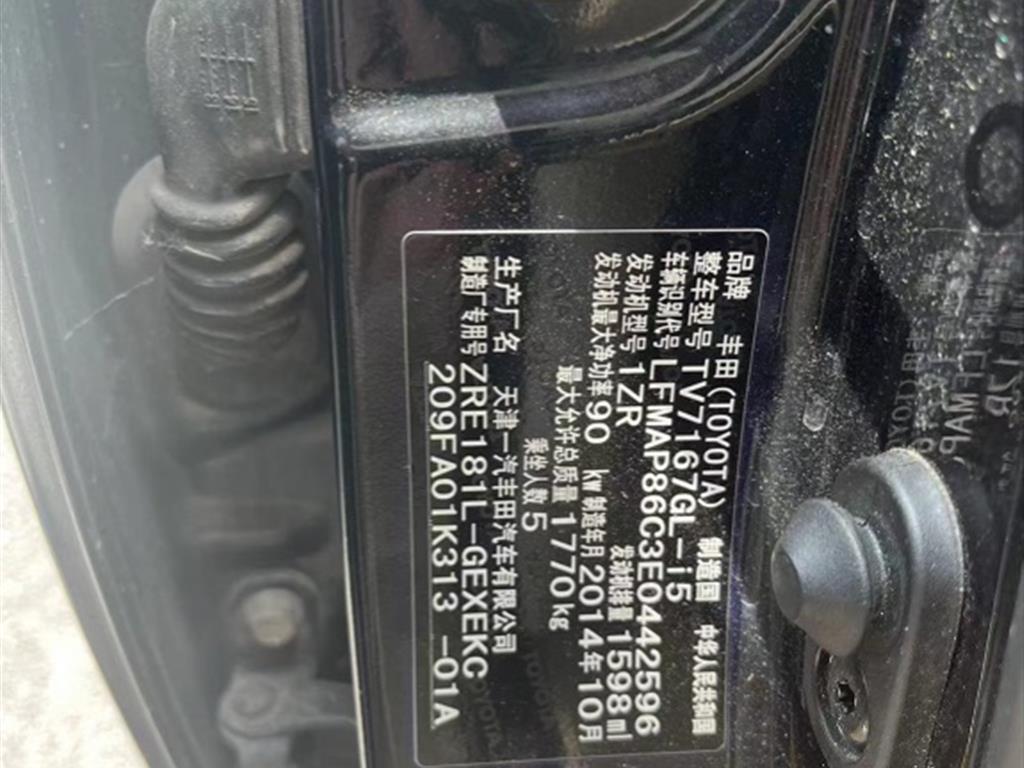 品牌 丰田(TOYOTA) 制造国 中华人民共和国
整车型号 TV7167GL-i5
车辆识别代号 LFMAP86C3E0442596
发动机型号 1ZR 发动机排量 1598ml
发动机最大净功率 90 kw 制造年月 2014年10月
最大允许总质量 1770kg
乘坐人数 5
生产厂名 天津一汽丰田汽车有限公司
制造厂专用号 ZRE181L-GEXEKC
209FA01K313 -01A